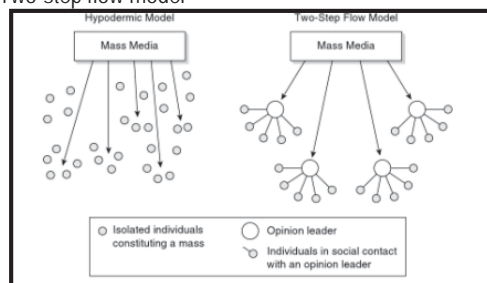 Two-step flow model
Hypodermic Model
Two-Step Flow Model
Mass Media
Mass Media
Isolated individuals
constituting a mass
Opinion leader
Individuals in social contact
with an opinion leader